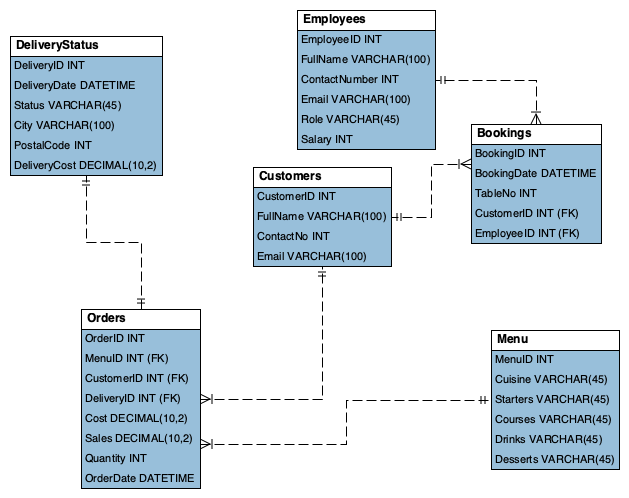 Employees
EmployeeID INT
FullName VARCHAR(100)
ContactNumber INT
Email VARCHAR(100)
Role VARCHAR(45)
Salary INT
DeliveryStatus
DeliveryID INT
DeliveryDate DATETIME
Status VARCHAR(45)
City VARCHAR(100)
PostalCode INT
DeliveryCost DECIMAL(10,2)
Bookings
BookingID INT
BookingDate DATETIME
TableNo INT
CustomerID INT (FK)
EmployeeID INT (FK)
Customers
CustomerID INT
FullName VARCHAR(100)
ContactNo INT
Email VARCHAR(100)
Orders
OrderID INT
MenuID INT (FK)
CustomerID INT (FK)
DeliveryID INT (FK)
Cost DECIMAL(10,2)
Sales DECIMAL(10,2)
Quantity INT
OrderDate DATETIME
Menu
MenuID INT
Cuisine VARCHAR(45)
Starters VARCHAR(45)
Courses VARCHAR(45)
Drinks VARCHAR(45)
Desserts VARCHAR(45)